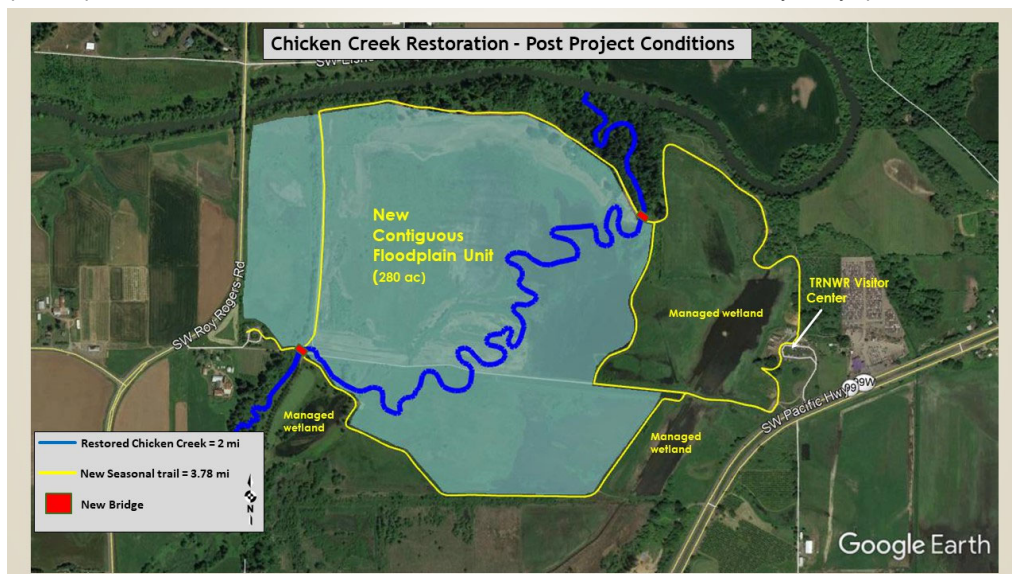 Chicken Creek Restoration - Post Project Conditions
New
Contiguous
Floodplain Unit
(280 ac)
SW Roy Rogers Rd
TRNWR Visitor
Center
Managed wetland
Managed
wetland
Managed
wetland
SW Pacific Hwy
99W
Restored Chicken Creek = 2 mi
New Seasonal trail = 3.78 mi
New Bridge
N
Google Earth